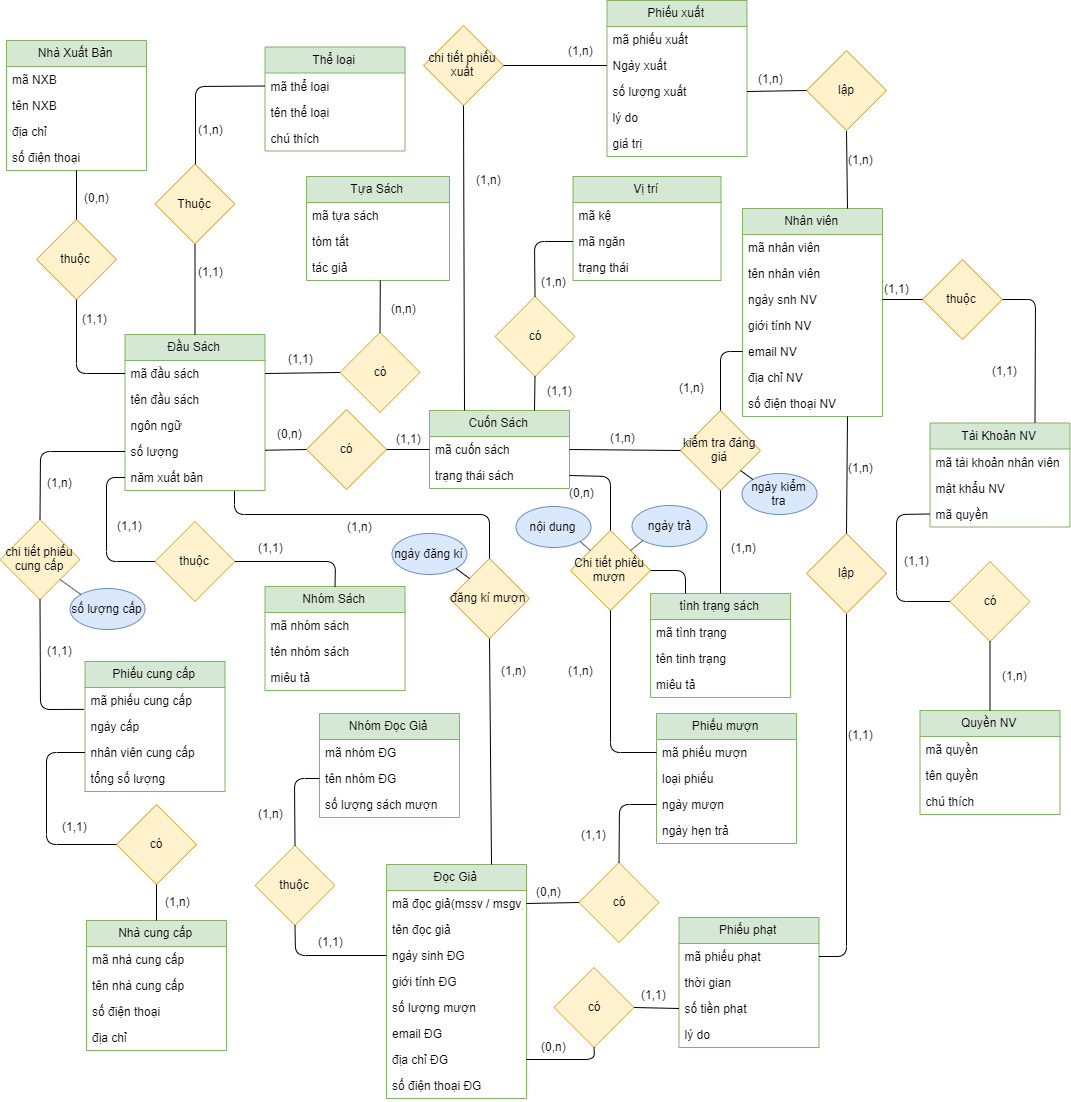 Nhà Xuất Bản
mã NXB
tên NXB
địa chỉ
số điện thoại
(0,n)
thuộc
(1,1)
Thể loại
mã thể loại
tên thể loại
chú thích
(1,n)
Thuộc
(1,1)
Tựa Sách
mã tựa sách
tóm tắt
tác giả
(n,n)
có
(1,1)
chi tiết phiếu
xuất
(1,n)
(1,n)
Phiếu xuất
mã phiếu xuất
Ngày xuất
số lượng xuất
lý do
giá trị
(1,n)
lập
(1,n)
Vị trí
mã kệ
mã ngăn
trạng thái
(1,n)
có
(1,1)
Nhân viên
mã nhân viên
tên nhân viên
ngày snh NV
giới tính NV
email NV
địa chỉ NV
số điện thoại NV
(1,1)
thuộc
(1,1)
Tài Khoản NV
mã tài khoản nhân viên
mật khẩu NV
mã quyền
(1,1)
có
(1,n)
Quyền NV
mã quyền
tên quyền
chú thích
Đầu Sách
mã đầu sách
tên đầu sách
ngôn ngữ
số lượng
năm xuất bản
(0,n)
có
(1,1)
Cuốn Sách
mã cuốn sách
trạng thái sách
(1,n)
kiểm tra đáng
giá
(1,n)
ngày kiểm
tra
(1,n)
(0,n)
nội dung
ngày trả
Chi tiết phiếu
mượn
(1,n)
tình trạng sách
mã tình trạng
tên tinh trạng
miêu tả
(1,n)
lập
(1,1)
(1,n)
chi tiết phiếu
cung cấp
số lượng cấp
(1,1)
(1,1)
thuộc
(1,1)
Nhóm Sách
mã nhóm sách
tên nhóm sách
miêu tả
(1,n)
ngày đăng kí
đăng kí mượn
(1,n)
Phiếu cung cấp
mã phiếu cung cấp
ngày cấp
nhân viên cung cấp
tổng số lượng
(1,1)
có
(1,n)
Nhà cung cấp
mã nhà cung cấp
tên nhà cung cấp
số điện thoại
địa chỉ
Nhóm Đọc Giả
mã nhóm ĐG
tên nhóm ĐG
số lượng sách mượn
(1,n)
thuộc
(1,1)
Phiếu mượn
mã phiếu mượn
loại phiếu
ngày mượn
ngày hẹn trả
(1,1)
có
(0,n)
Đọc Giả
mã đọc giả(mssv / msgv
tên đọc giả
ngày sinh ĐG
giới tính ĐG
số lượng mượn
email ĐG
địa chỉ ĐG
số điện thoại ĐG
(0,n)
có
(1,1)
Phiếu phạt
mã phiếu phạt
thời gian
số tiền phạt
lý do